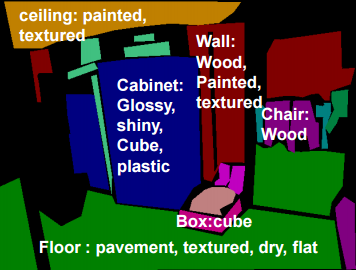 ceiling: painted,
textured
Wall:
Wood,
Painted,
textured
Cabinet:
Glossy,
shiny,
Cube,
plastic
Chair:
Wood
Box:cube
Floor : pavement, textured, dry, flat